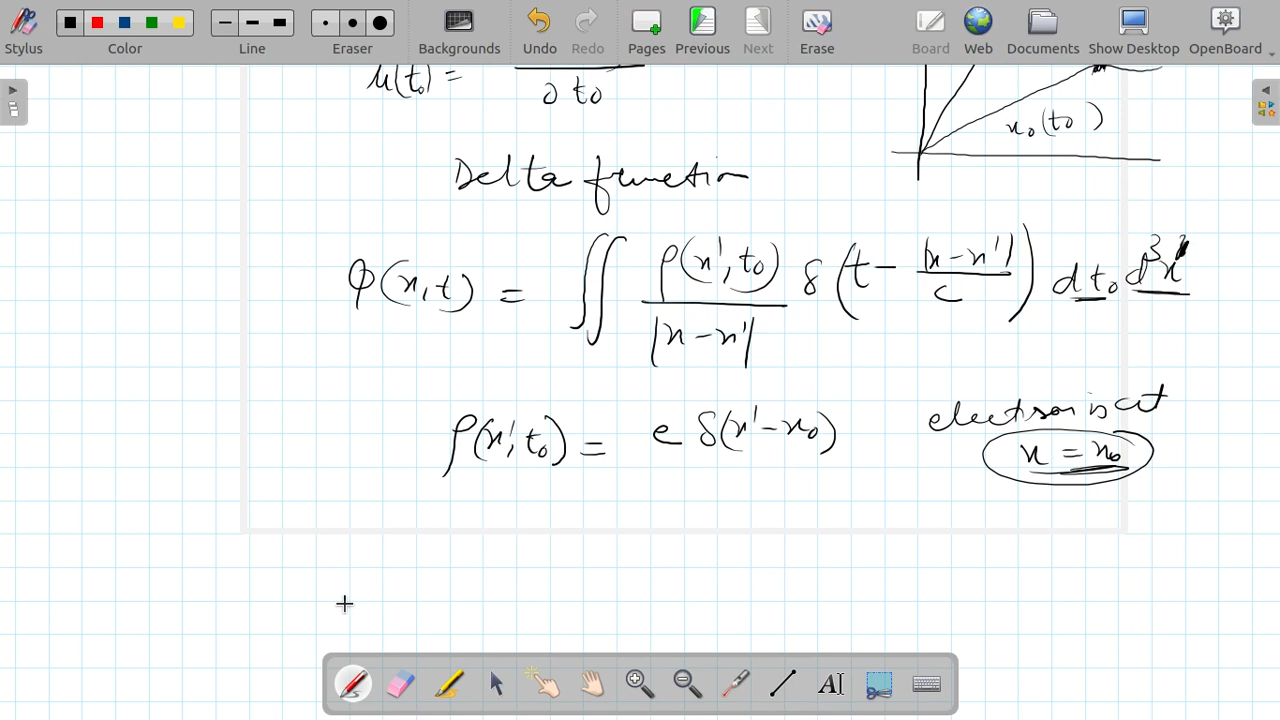 Stylus Color Line Eraser Backgrounds Undo Redo Pages Previous Next Erase Board Web Documents Show Desktop OpenBoard
u(t₀) =
∂ t₀
x₀(t₀)
Delta function
φ(x,t) = ∬ ρ(x', t₀) / |x - x'| δ(t - |x - x'| / c) dt₀ d³x'
ρ(x', t₀) = e δ(x' - x₀) electron is at
x = x₀